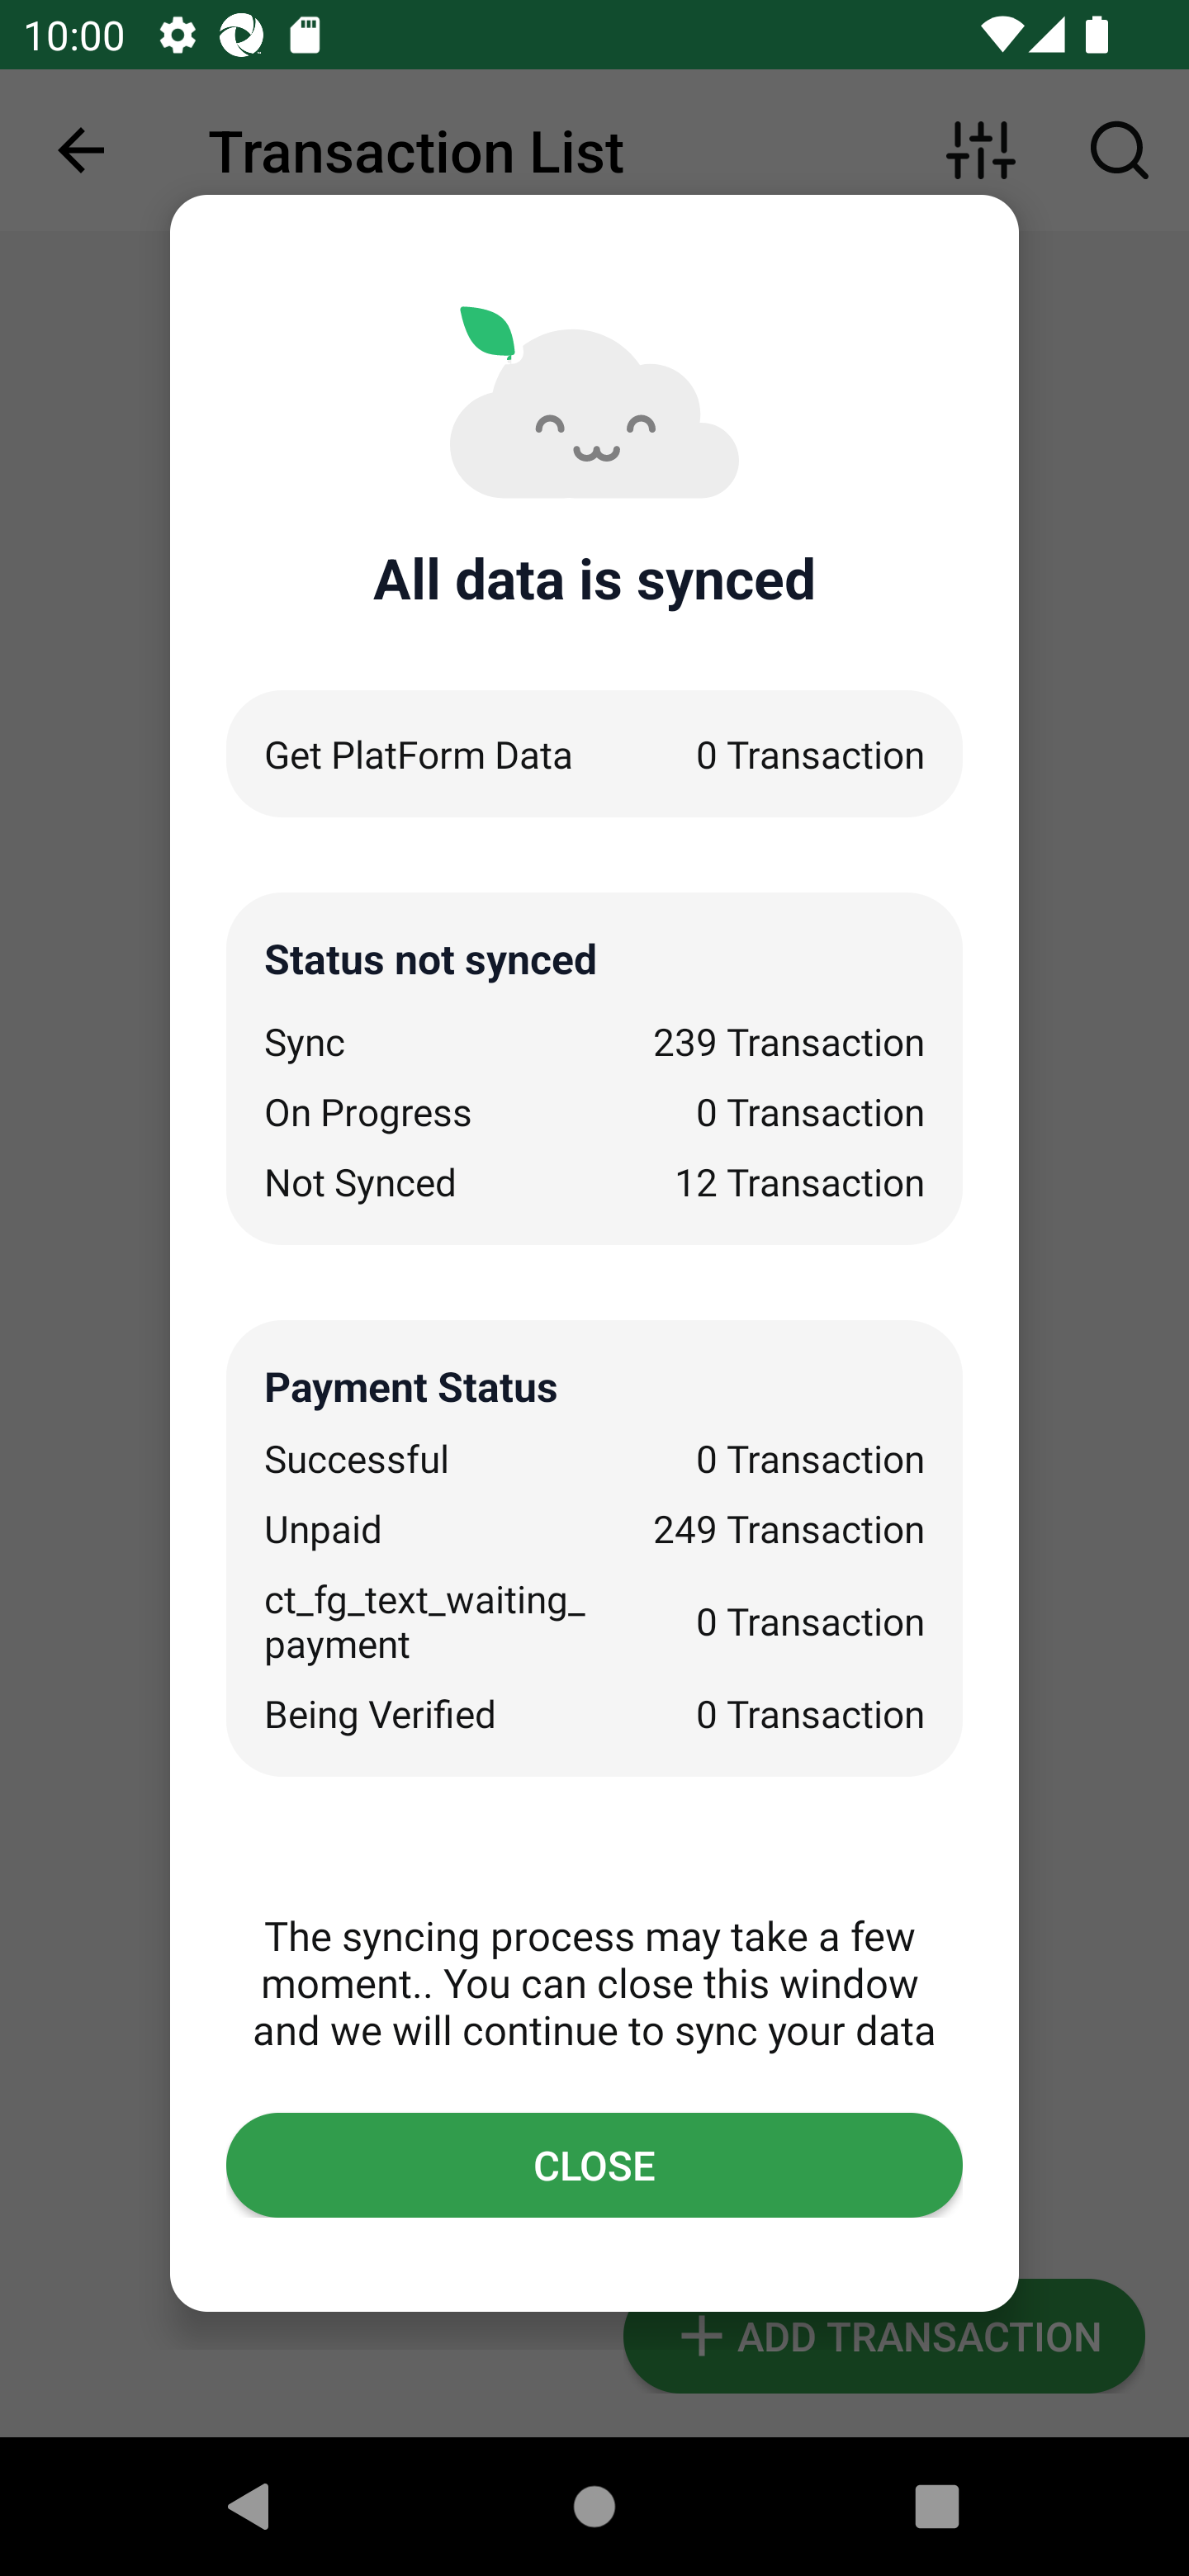 10:00
Transaction List
All data is synced
Get PlatForm Data 0 Transaction
Status not synced
Sync 239 Transaction
On Progress 0 Transaction
Not Synced 12 Transaction
Payment Status
Successful 0 Transaction
Unpaid 249 Transaction
ct_fg_text_waiting_
payment 0 Transaction
Being Verified 0 Transaction
The syncing process may take a few
moment.. You can close this window
and we will continue to sync your data
CLOSE
ADD TRANSACTION